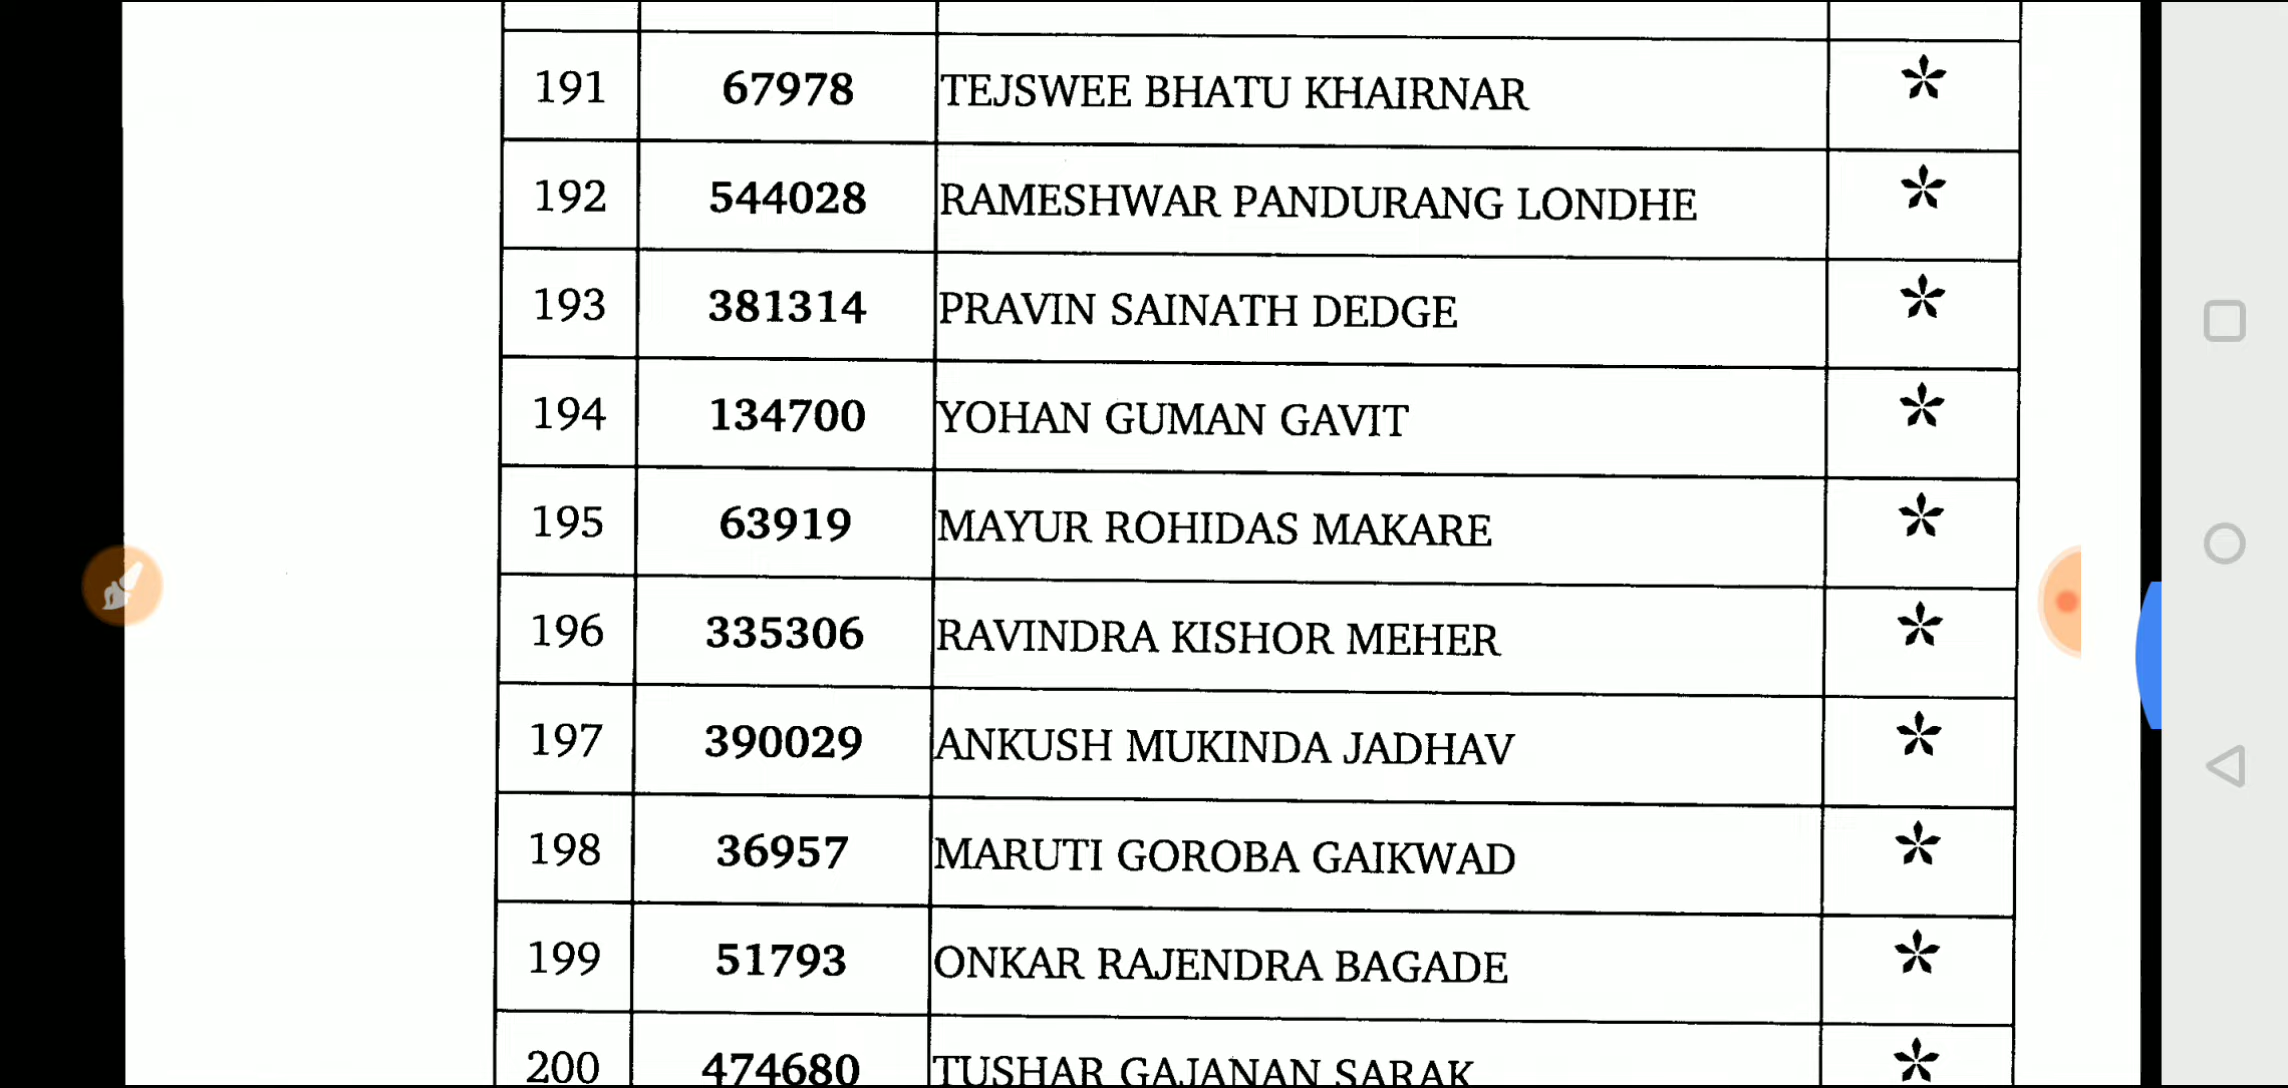 191 67978 TEJSWEE BHATU KHAIRNAR *
192 544028 RAMESHWAR PANDURANG LONDHE *
193 381314 PRAVIN SAINATH DEDGE *
194 134700 YOHAN GUMAN GAVIT *
195 63919 MAYUR ROHIDAS MAKARE *
196 335306 RAVINDRA KISHOR MEHER *
197 390029 ANKUSH MUKINDA JADHAV *
198 36957 MARUTI GOROBA GAIKWAD *
199 51793 ONKAR RAJENDRA BAGADE *
200 474680 TUSHAR GAJANAN SARAK *